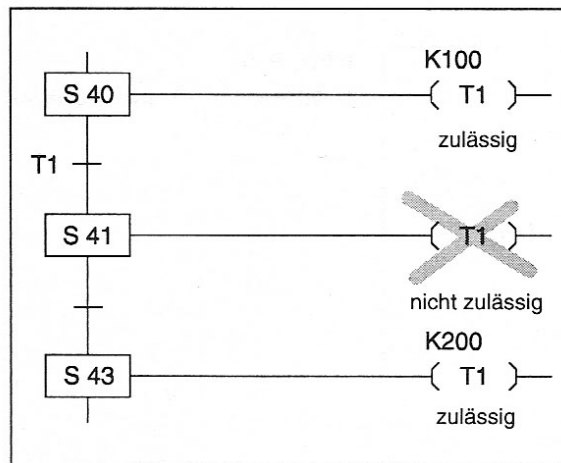 K100
S 40
T1
zulässig
T1
S 41
T1
nicht zulässig
K200
S 43
T1
zulässig